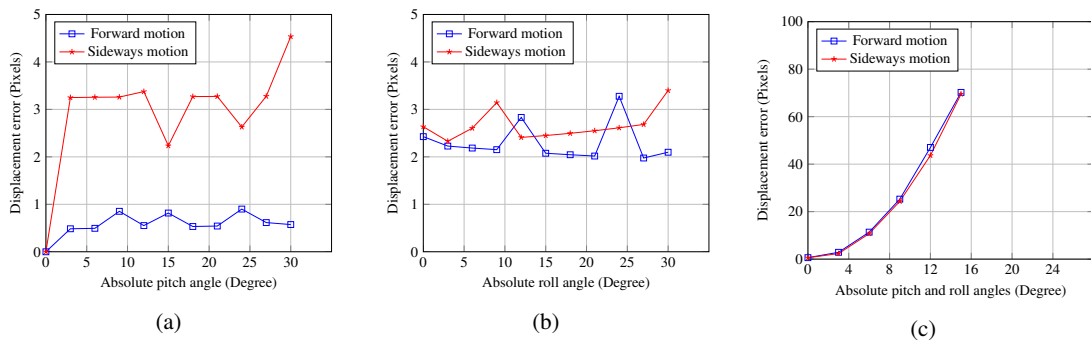 5
4
3
2
1
0
0 5 10 15 20 25 30
Displacement error (Pixels)
Absolute pitch angle (Degree)
Forward motion
Sideways motion
(a)
5
4
3
2
1
0
0 5 10 15 20 25 30
Displacement error (Pixels)
Absolute roll angle (Degree)
Forward motion
Sideways motion
(b)
100
80
60
40
20
0
0 4 8 12 16 20 24
Displacement error (Pixels)
Absolute pitch and roll angles (Degree)
Forward motion
Sideways motion
(c)